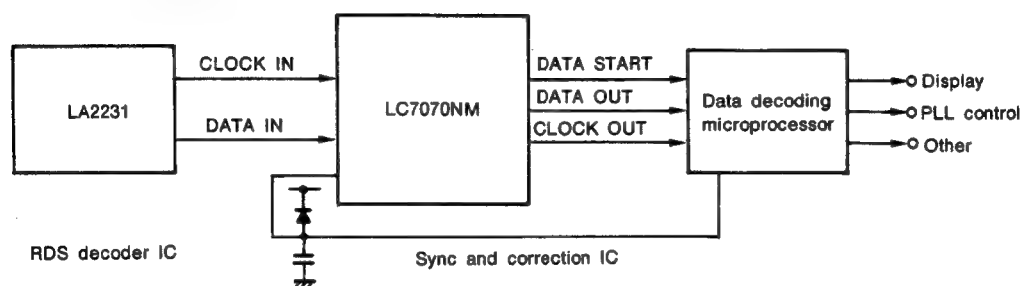 LA2231
CLOCK IN
DATA IN
LC7070NM
DATA START
DATA OUT
CLOCK OUT
Data decoding
microprocessor
Display
PLL control
Other
RDS decoder IC
Sync and correction IC